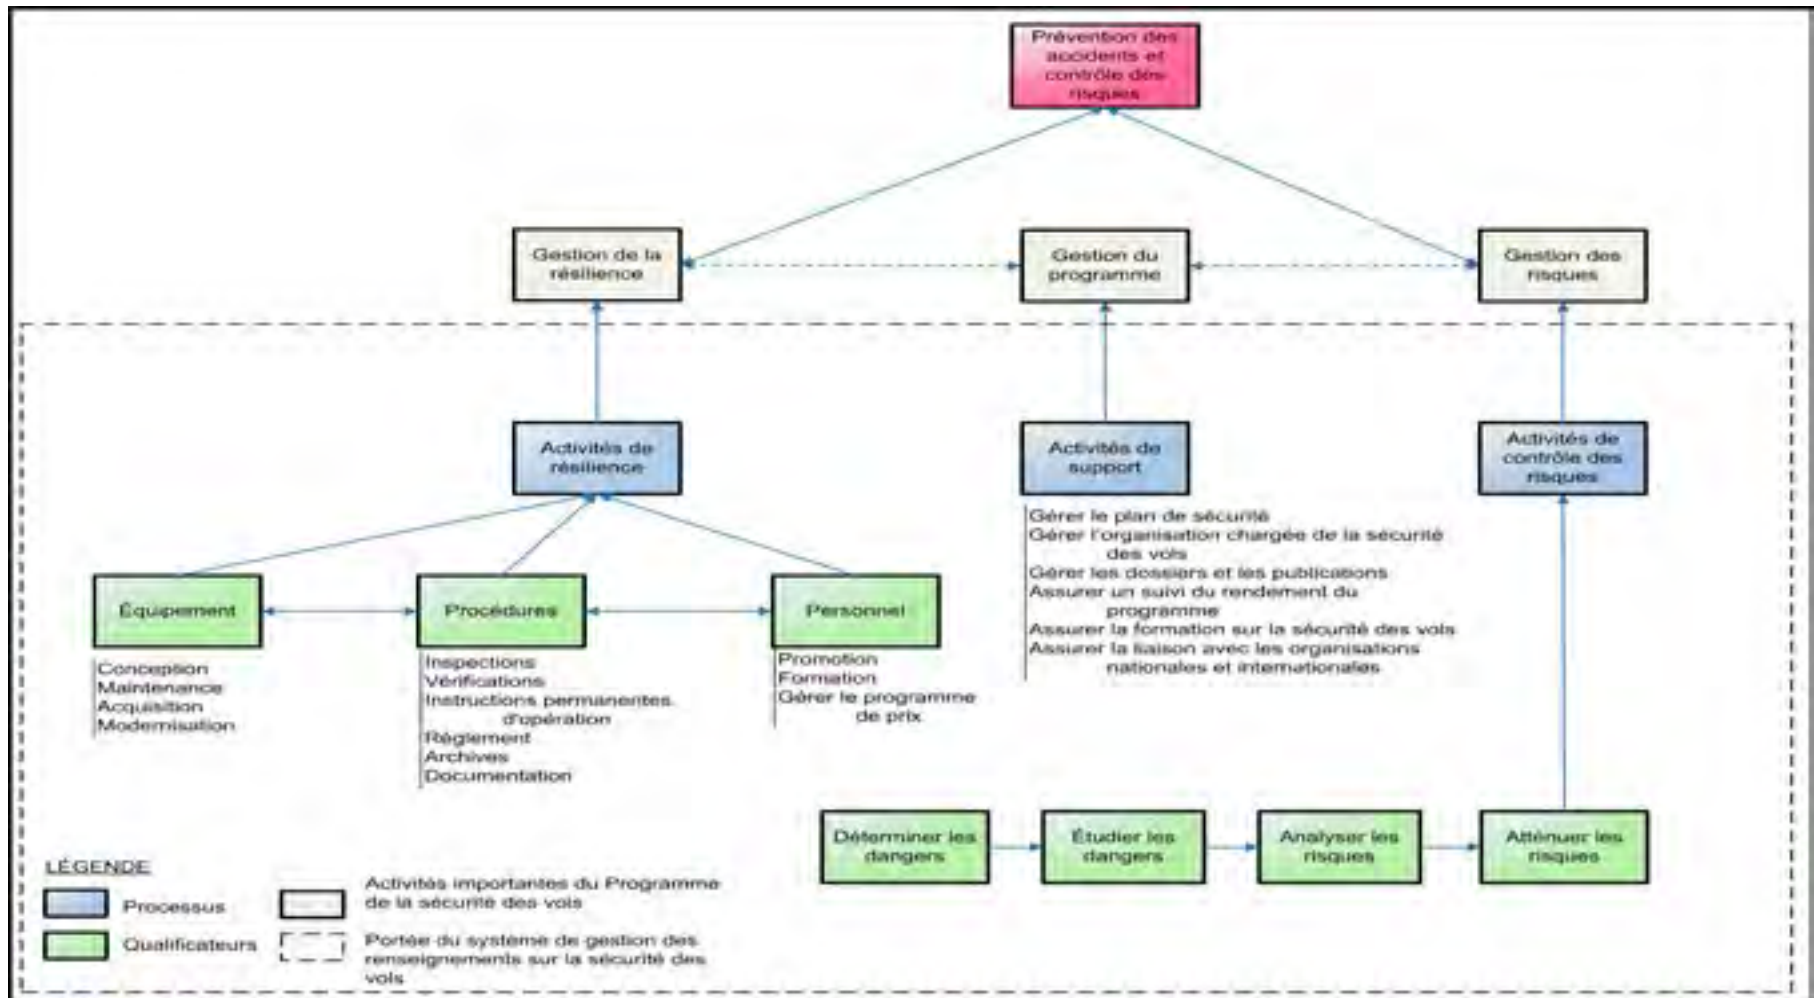 Prévention des
accidents et
contrôle des
risques
Gestion de la
résilience
Gestion du
programme
Gestion des
risques
Activités de
résilience
Activités de
support
Activités de
contrôle des
risques
Gérer le plan de sécurité
Gérer l'organisation chargée de la sécurité
des vols
Gérer les dossiers et les publications
Assurer un suivi du rendement du
programme
Assurer la formation sur la sécurité des vols
Assurer la liaison avec les organisations
nationales et internationales
Équipement
Procédures
Personnel
Conception
Maintenance
Acquisition
Modernisation
Inspections
Vérifications
Instructions permanentes
d'opération
Règlement
Archives
Documentation
Promotion
Formation
Gérer le programme
de prix
Déterminer les
dangers
Étudier les
dangers
Analyser les
risques
Atténuer les
risques
LÉGENDE
Processus
Qualificateurs
Activités importantes du Programme
de la sécurité des vols
Portée du système de gestion des
renseignements sur la sécurité des
vols